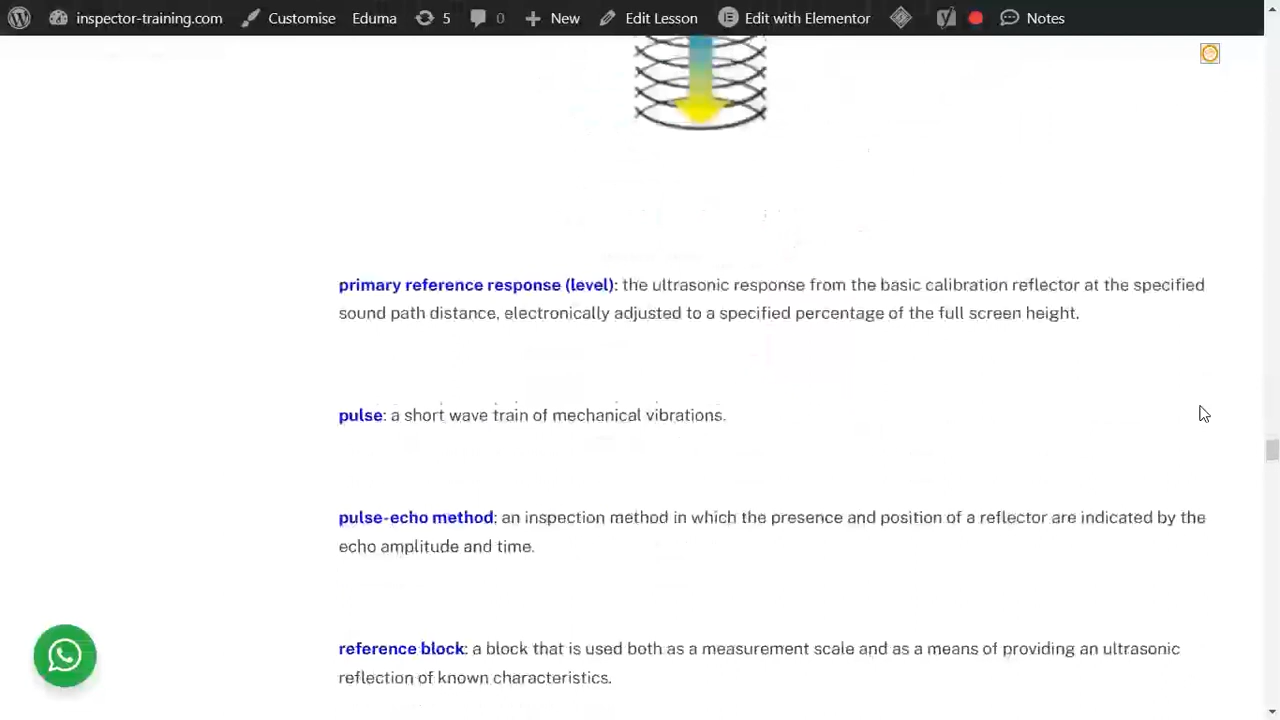 inspector-training.com Customise Eduma 5 0 New Edit Lesson Edit with Elementor Notes
primary reference response (level): the ultrasonic response from the basic calibration reflector at the specified
sound path distance, electronically adjusted to a specified percentage of the full screen height.
pulse: a short wave train of mechanical vibrations.
pulse-echo method: an inspection method in which the presence and position of a reflector are indicated by the
echo amplitude and time.
reference block: a block that is used both as a measurement scale and as a means of providing an ultrasonic
reflection of known characteristics.